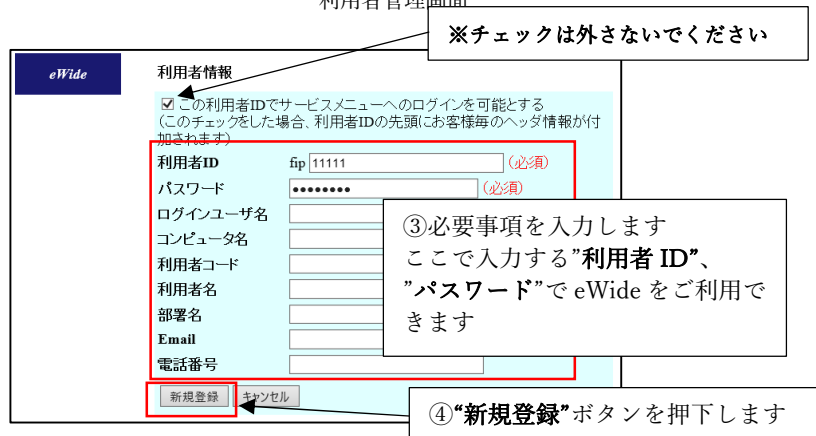 利用者管理画面
※チェックは外さないでください
eWide
利用者情報
この利用者IDでサービスメニューへのログインを可能とする
(このチェックをした場合、利用者IDの先頭にお客様毎のヘッダ情報が付
加されます)
利用者ID fip 11111 (必須)
パスワード ●●●●●●●● (必須)
ログインユーザ名
コンピュータ名
利用者コード
利用者名
部署名
Email
電話番号
③必要事項を入力します
ここで入力する”利用者 ID”、
”パスワード”で eWide をご利用で
きます
新規登録 キャンセル
④“新規登録”ボタンを押下します